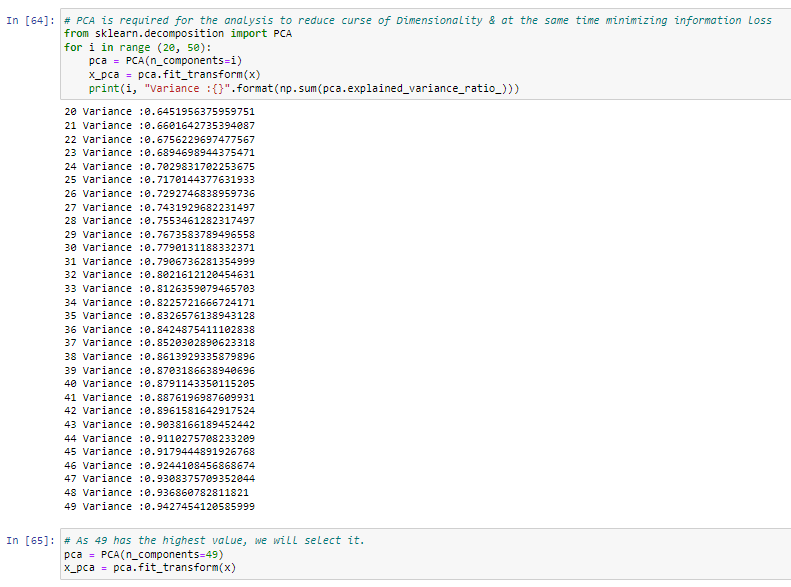 In [64]: # PCA is required for the analysis to reduce curse of Dimensionality & at the same time minimizing information loss
from sklearn.decomposition import PCA
for i in range (20, 50):
    pca = PCA(n_components=i)
    x_pca = pca.fit_transform(x)
    print(i, "Variance :{}".format(np.sum(pca.explained_variance_ratio_)))
20 Variance :0.6451956375959751
21 Variance :0.6601642735394087
22 Variance :0.6756229697477567
23 Variance :0.6894698944375471
24 Variance :0.7029831702253675
25 Variance :0.7170144377631933
26 Variance :0.7292746838959736
27 Variance :0.7431929682231497
28 Variance :0.7553461282317497
29 Variance :0.7673583789496558
30 Variance :0.7790131188332371
31 Variance :0.7906736281354999
32 Variance :0.8021612120454631
33 Variance :0.8126359079465703
34 Variance :0.8225721666724171
35 Variance :0.8326576138943128
36 Variance :0.8424875411102838
37 Variance :0.8520302890623318
38 Variance :0.8613929335879896
39 Variance :0.8703186638940696
40 Variance :0.8791143350115205
41 Variance :0.8876196987609931
42 Variance :0.8961581642917524
43 Variance :0.9038166189452442
44 Variance :0.9110275708233209
45 Variance :0.9179444891926768
46 Variance :0.9244108456868674
47 Variance :0.9308375709352044
48 Variance :0.936860782811821
49 Variance :0.9427454120585999
In [65]: # As 49 has the highest value, we will select it.
pca = PCA(n_components=49)
x_pca = pca.fit_transform(x)